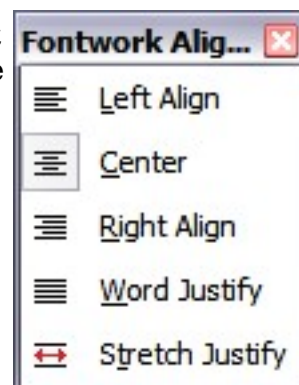 Fontwork Alig...
Left Align
Center
Right Align
Word Justify
Stretch Justify